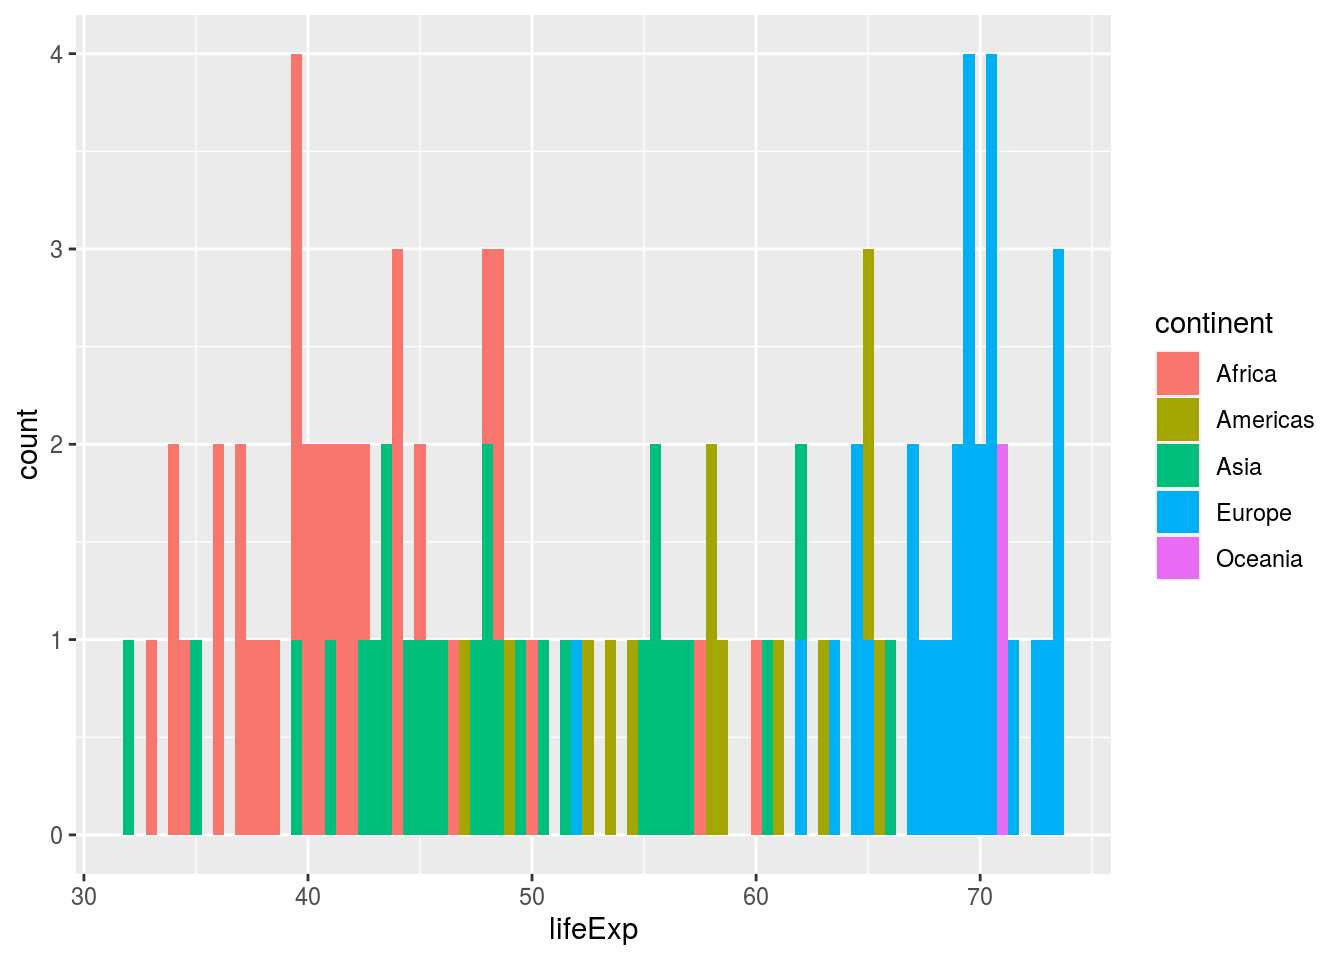 4
3
2
1
0
count
30 40 50 60 70
lifeExp
continent
Africa
Americas
Asia
Europe
Oceania